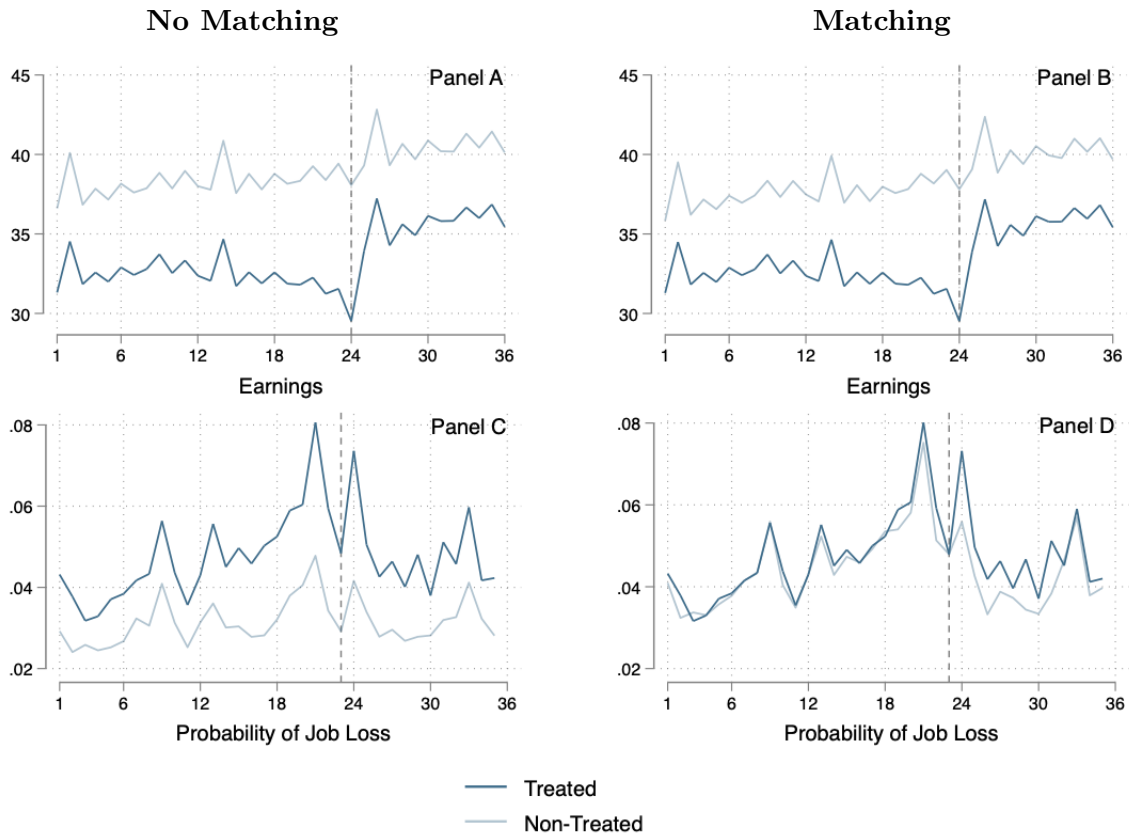 No Matching
Matching
45
40
35
30
Panel A
1 6 12 18 24 30 36
Earnings
45
40
35
30
Panel B
1 6 12 18 24 30 36
Earnings
.08
.06
.04
.02
Panel C
1 6 12 18 24 30 36
Probability of Job Loss
.08
.06
.04
.02
Panel D
1 6 12 18 24 30 36
Probability of Job Loss
Treated
Non-Treated